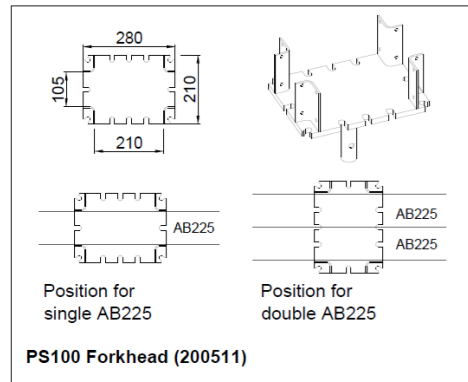 280
105
210
210
AB225
AB225
AB225
Position for
single AB225
Position for
double AB225
PS100 Forkhead (200511)